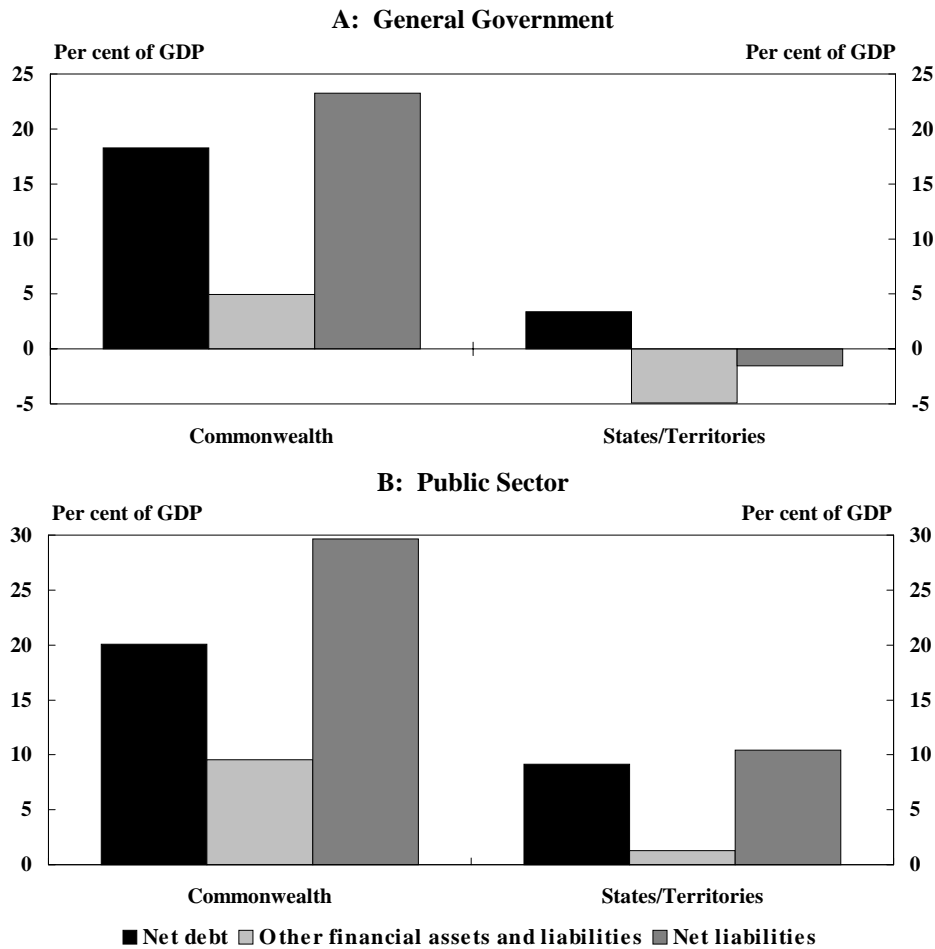 A: General Government
Per cent of GDP Per cent of GDP
25 25
20 20
15 15
10 10
5 5
0 0
-5 -5
Commonwealth States/Territories
B: Public Sector
Per cent of GDP Per cent of GDP
30 30
25 25
20 20
15 15
10 10
5 5
0 0
Commonwealth States/Territories
Net debt Other financial assets and liabilities Net liabilities